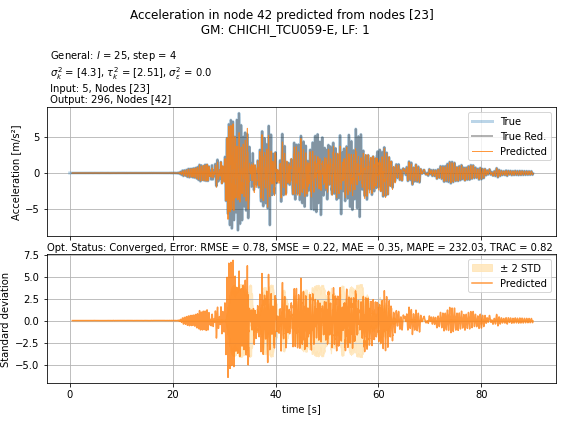 Acceleration in node 42 predicted from nodes [23]
GM: CHICHI_TCU059-E, LF: 1
General: l = 25, step = 4
σ²ₖ = [4.3], τ²ₖ = [2.51], σ²ε = 0.0
Input: 5, Nodes [23]
Output: 296, Nodes [42]
Acceleration [m/s²]
5
0
−5
True
True Red.
Predicted
Opt. Status: Converged, Error: RMSE = 0.78, SMSE = 0.22, MAE = 0.35, MAPE = 232.03, TRAC = 0.82
Standard deviation
7.5
5.0
2.5
0.0
−2.5
−5.0
± 2 STD
Predicted
0 20 40 60 80
time [s]